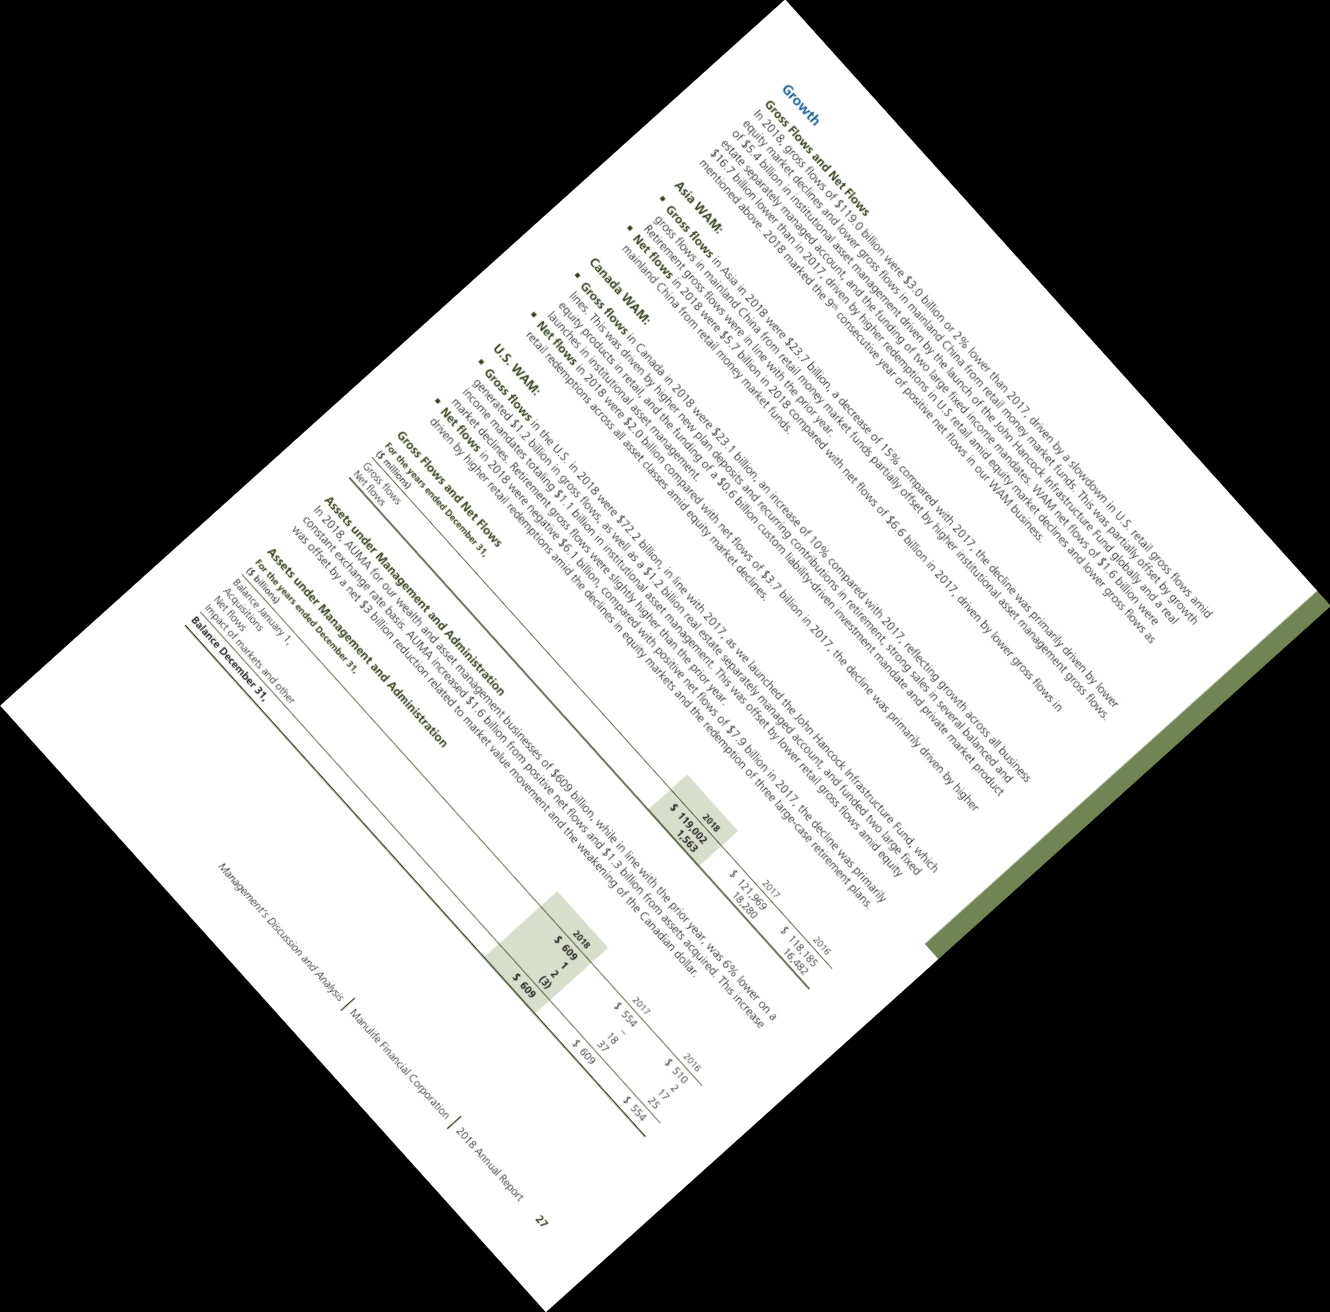 Growth
Gross Flows and Net Flows
In 2018, gross flows of $119.0 billion were $3.0 billion or 2% lower than 2017, driven by a slowdown in U.S. retail gross flows amid
equity market declines and lower gross flows in mainland China from retail money market funds. This was partially offset by growth
of $5.4 billion in institutional asset management driven by the launch of the John Hancock Infrastructure Fund globally and a real
estate separately managed account, and the funding of two large fixed income mandates. WAM net flows of $1.6 billion were
$16.7 billion lower than in 2017, driven by higher redemptions in U.S retail amid equity market declines and lower gross flows as
mentioned above. 2018 marked the 9th consecutive year of positive net flows in our WAM business.
Asia WAM:
▪ Gross flows in Asia in 2018 were $23.7 billion, a decrease of 15% compared with 2017, the decline was primarily driven by lower
gross flows in mainland China from retail money market funds partially offset by higher institutional asset management gross flows.
Retirement gross flows were in line with the prior year.
▪ Net flows in 2018 were $5.7 billion in 2018 compared with net flows of $6.6 billion in 2017, driven by lower gross flows in
mainland China from retail money market funds.
Canada WAM:
▪ Gross flows in Canada in 2018 were $23.1 billion, an increase of 10% compared with 2017, reflecting growth across all business
lines. This was driven by higher new plan deposits and recurring contributions in retirement, strong sales in several balanced and
equity products in retail, and the funding of a $0.6 billion custom liability-driven investment mandate and private market product
launches in institutional asset management.
▪ Net flows in 2018 were $2.0 billion compared with net flows of $3.7 billion in 2017, the decline was primarily driven by higher
retail redemptions across all asset classes amid equity market declines.
U.S. WAM:
▪ Gross flows in the U.S. in 2018 were $72.2 billion, in line with 2017, as we launched the John Hancock Infrastructure Fund, which
generated $1.2 billion in gross flows, as well as a $1.2 billion real estate separately managed account, and funded two large fixed
income mandates totaling $1.1 billion in institutional asset management. This was offset by lower retail gross flows amid equity
market declines. Retirement gross flows were slightly higher than the prior year.
▪ Net flows in 2018 were negative $6.1 billion, compared with positive net flows of $7.9 billion in 2017, the decline was primarily
driven by higher retail redemptions amid the declines in equity markets and the redemption of three large-case retirement plans.
Gross Flows and Net Flows
For the years ended December 31,
($ millions) 2018 2017 2016
Gross flows $ 119,002 $ 121,969 $ 118,185
Net flows 1,563 18,280 16,482
Assets under Management and Administration
In 2018, AUMA for our wealth and asset management businesses of $609 billion, while in line with the prior year, was 6% lower on a
constant exchange rate basis. AUMA increased $1.6 billion from positive net flows and $1.3 billion from assets acquired. This increase
was offset by a net $3 billion reduction related to market value movement and the weakening of the Canadian dollar.
Assets under Management and Administration
For the years ended December 31,
($ billions) 2018 2017 2016
Balance January 1, $ 609 $ 554 $ 510
Acquisitions 1 – 2
Net flows 2 18 17
Impact of markets and other (3) 37 25
Balance December 31, $ 609 $ 609 $ 554
Management's Discussion and Analysis | Manulife Financial Corporation | 2018 Annual Report 27